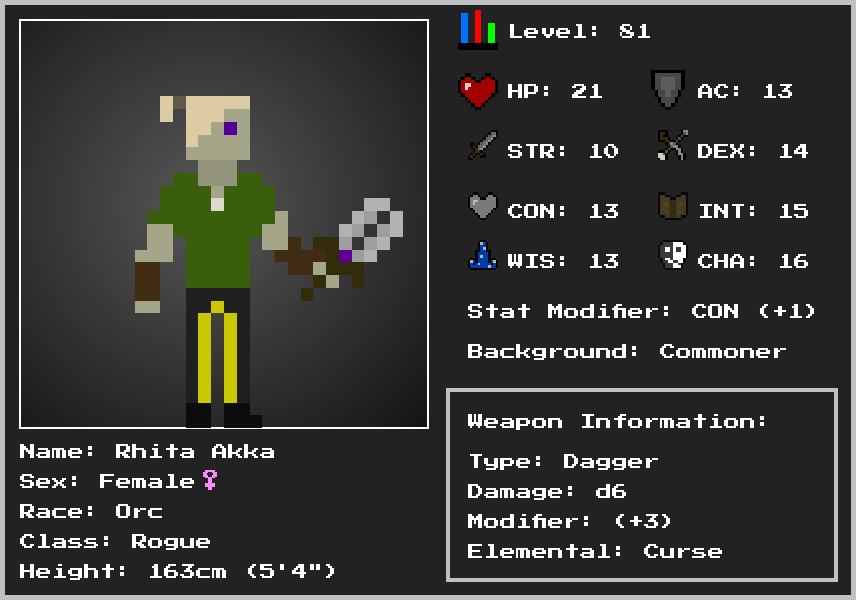 Level: 81
HP: 21 AC: 13
STR: 10 DEX: 14
CON: 13 INT: 15
WIS: 13 CHA: 16
Stat Modifier: CON (+1)
Background: Commoner
Weapon Information:
Type: Dagger
Damage: d6
Modifier: (+3)
Elemental: Curse
Name: Rhita Akka
Sex: Female♀
Race: Orc
Class: Rogue
Height: 163cm (5'4")